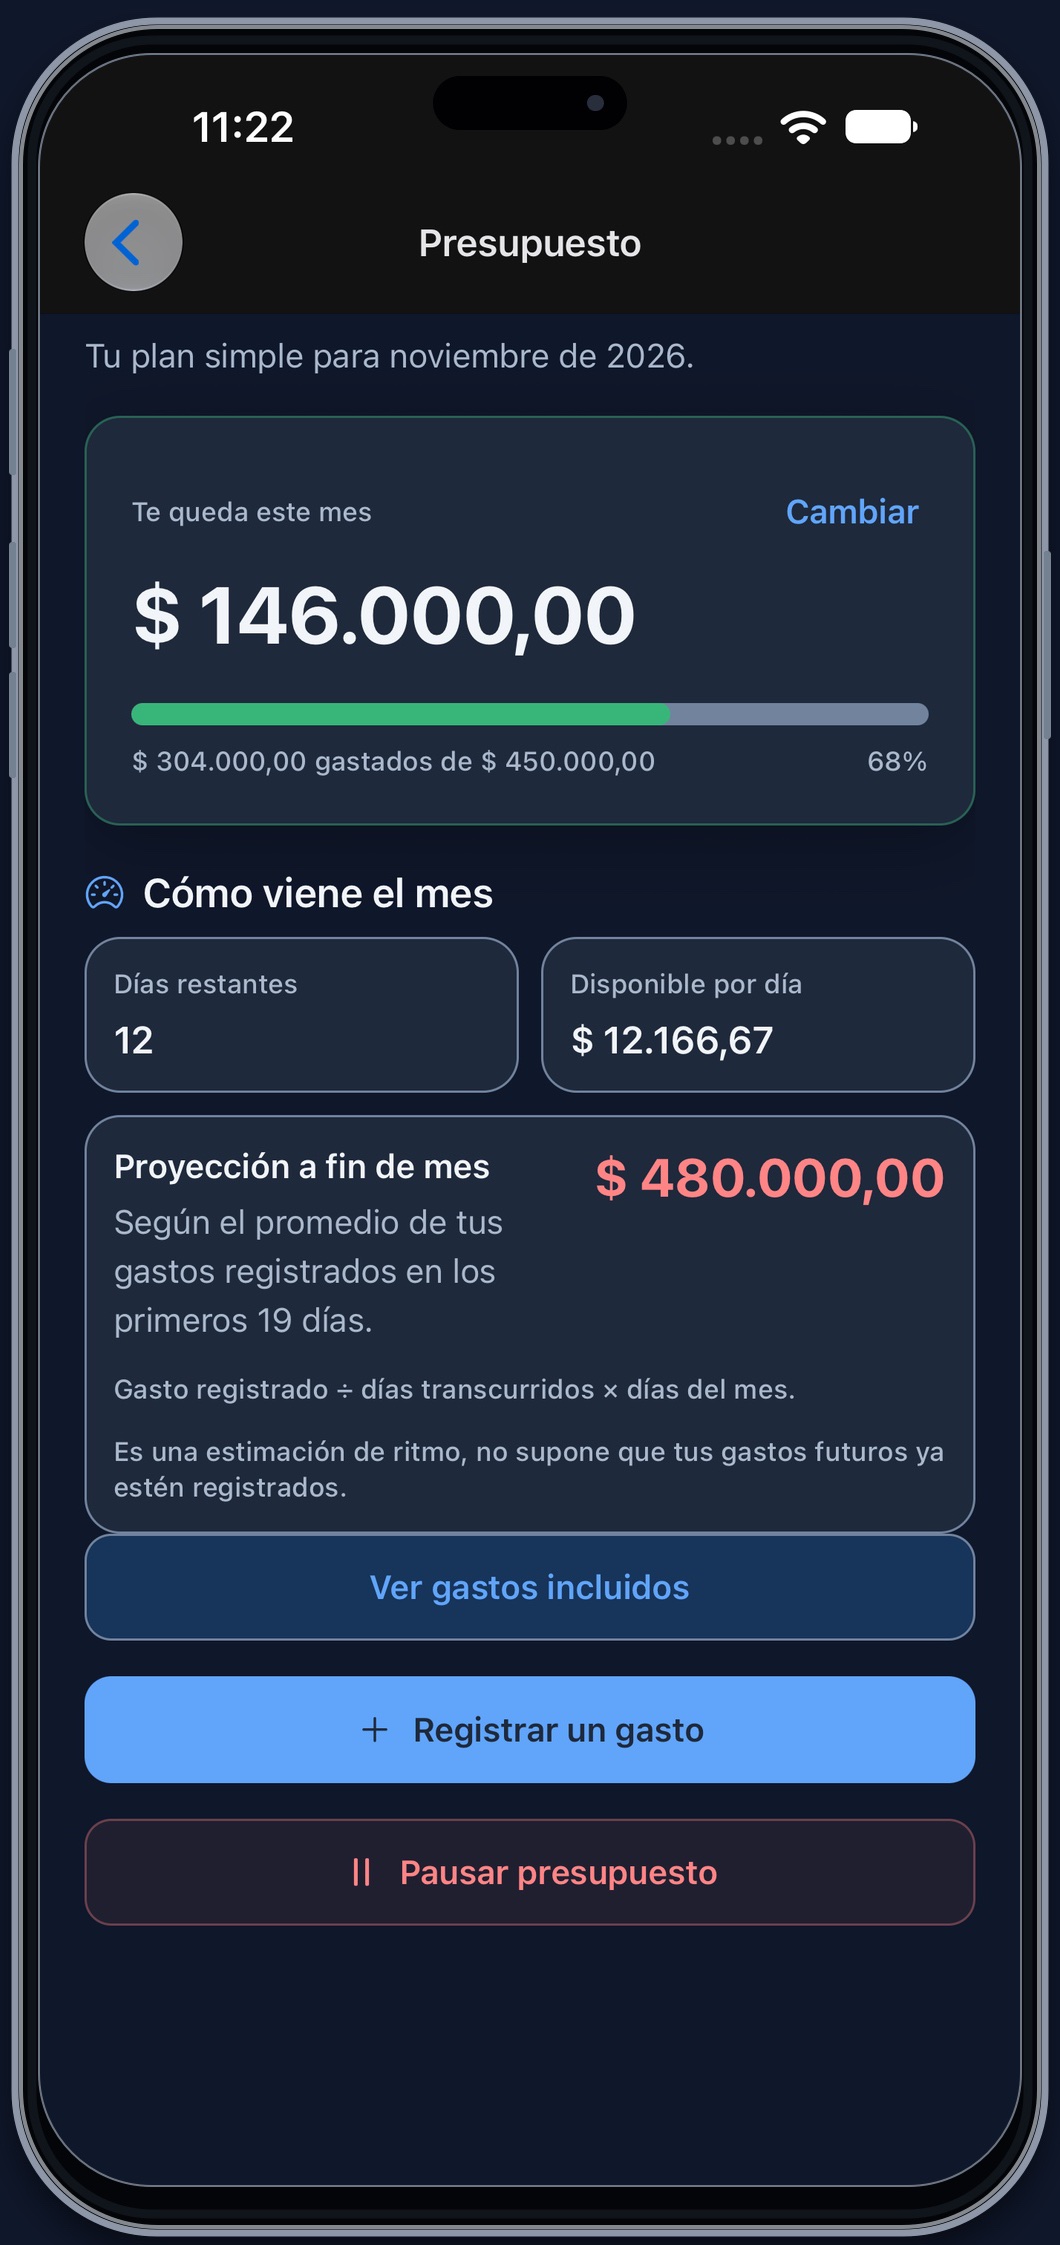 11:22
Presupuesto
Tu plan simple para noviembre de 2026.
Te queda este mes
Cambiar
$ 146.000,00
$ 304.000,00 gastados de $ 450.000,00
68%
Cómo viene el mes
Días restantes
12
Disponible por día
$ 12.166,67
Proyección a fin de mes
$ 480.000,00
Según el promedio de tus
gastos registrados en los
primeros 19 días.
Gasto registrado ÷ días transcurridos × días del mes.
Es una estimación de ritmo, no supone que tus gastos futuros ya
estén registrados.
Ver gastos incluidos
+ Registrar un gasto
Pausar presupuesto